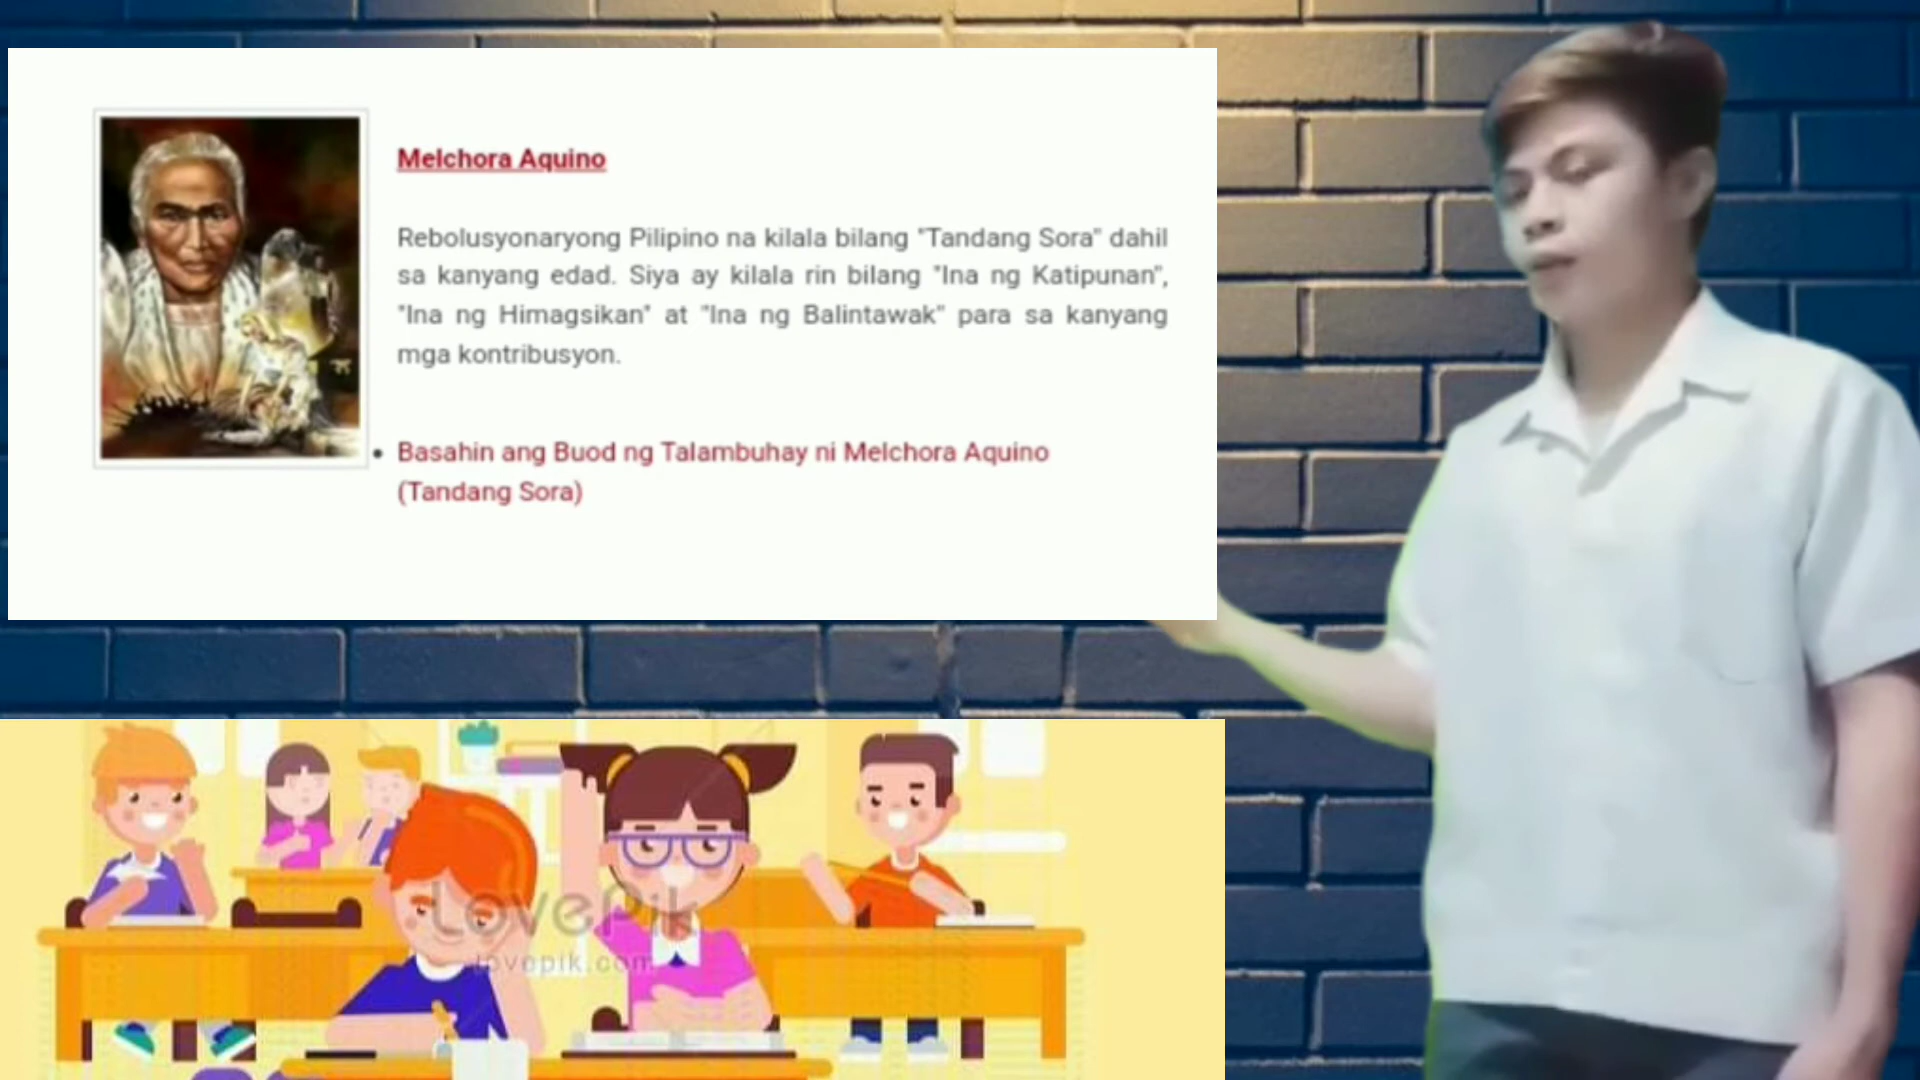 Melchora Aquino
Rebolusyonaryong Pilipino na kilala bilang "Tandang Sora" dahil
sa kanyang edad. Siya ay kilala rin bilang "Ina ng Katipunan",
"Ina ng Himagsikan" at "Ina ng Balintawak" para sa kanyang
mga kontribusyon.
• Basahin ang Buod ng Talambuhay ni Melchora Aquino
(Tandang Sora)
LovePik
lovepik.com